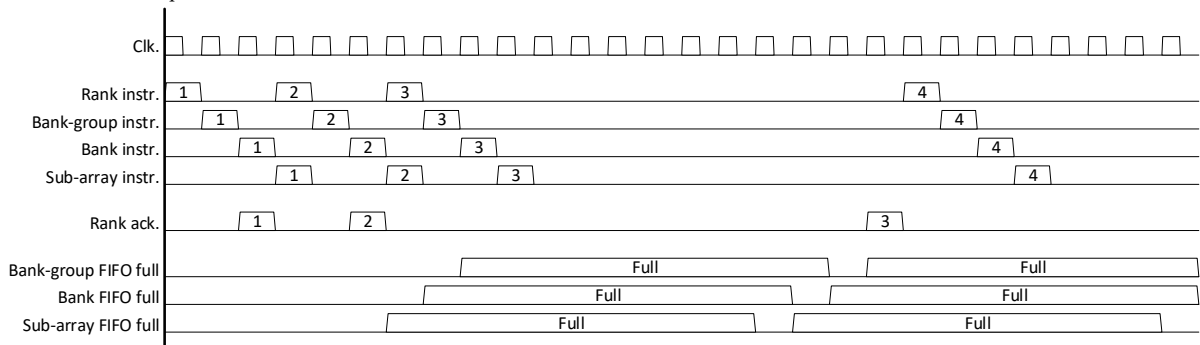 Clk.
Rank instr. 1 2 3 4
Bank-group instr. 1 2 3 4
Bank instr. 1 2 3 4
Sub-array instr. 1 2 3 4
Rank ack. 1 2 3
Bank-group FIFO full Full Full
Bank FIFO full Full Full
Sub-array FIFO full Full Full